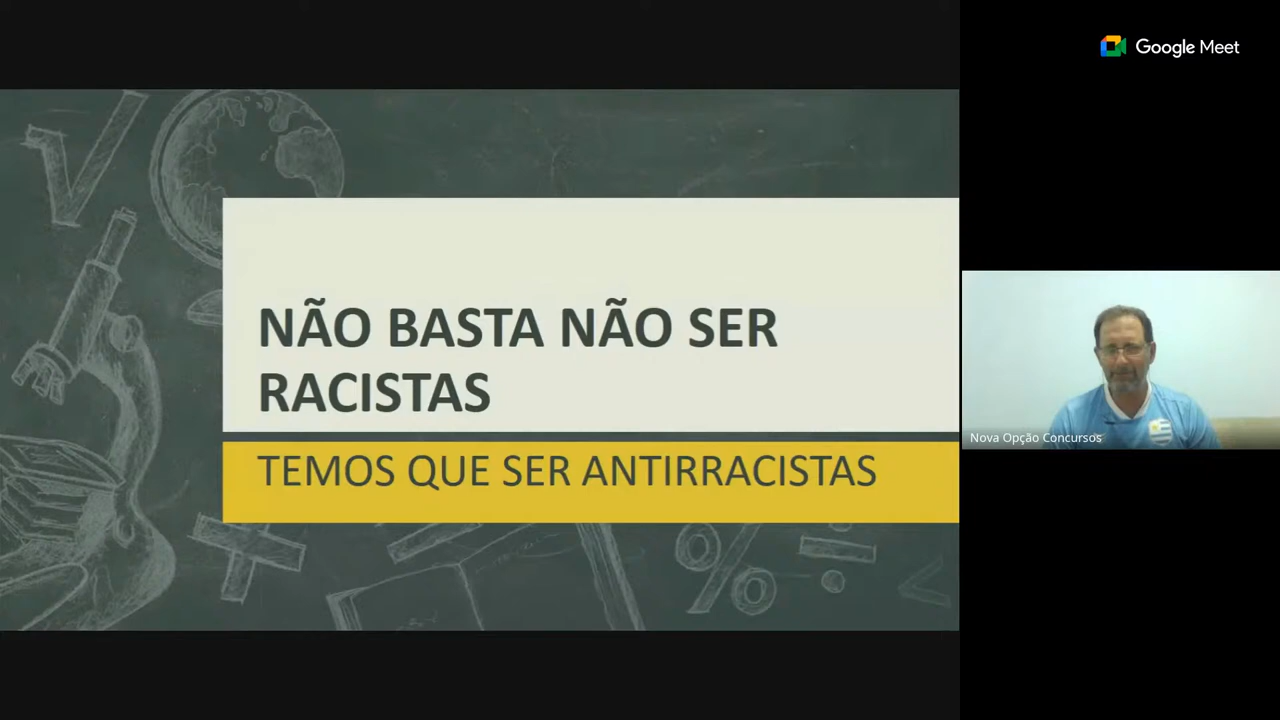 Google Meet
NÃO BASTA NÃO SER
RACISTAS
TEMOS QUE SER ANTIRRACISTAS
Nova Opção Concursos